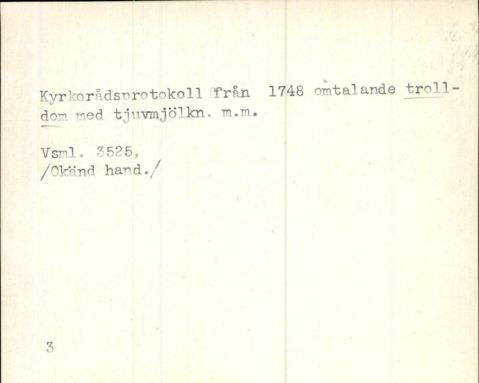 Kyrkorådsprotokoll från 1748 omtalande troll-
dom med tjuvmjölkn. m.m.
Vsml. 3525,
/Okänd hand./
3